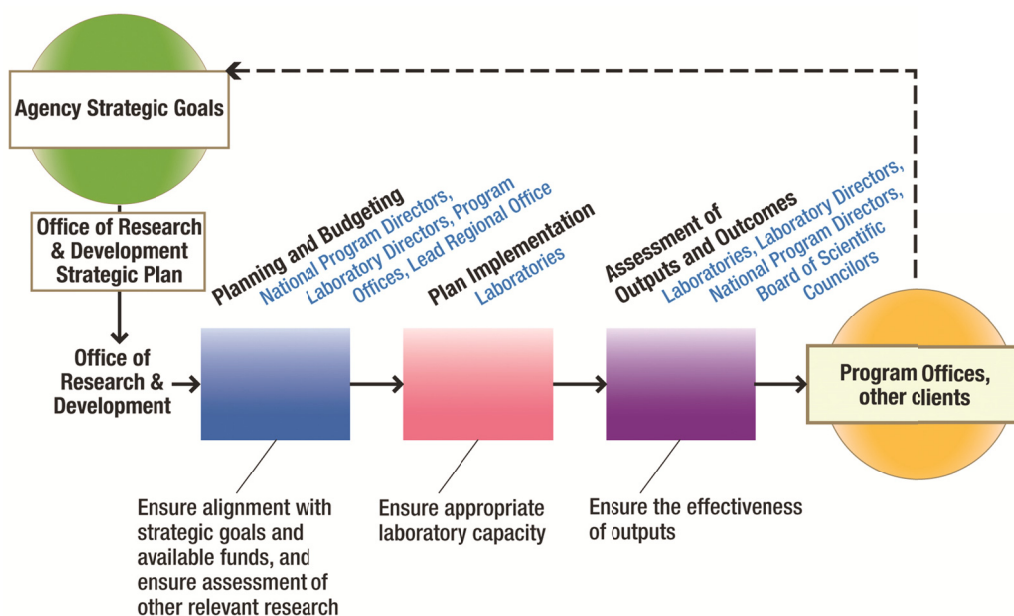 Agency Strategic Goals
Office of Research
& Development
Strategic Plan
Office of
Research &
Development
Planning and Budgeting
National Program Directors,
Laboratory Directors, Program
Offices, Lead Regional Office
Plan Implementation
Laboratories
Assessment of
Outputs and Outcomes
Laboratories, Laboratory Directors,
National Program Directors,
Board of Scientific
Councilors
Program Offices,
other clients
Ensure alignment with
strategic goals and
available funds, and
ensure assessment of
other relevant research
Ensure appropriate
laboratory capacity
Ensure the effectiveness
of outputs